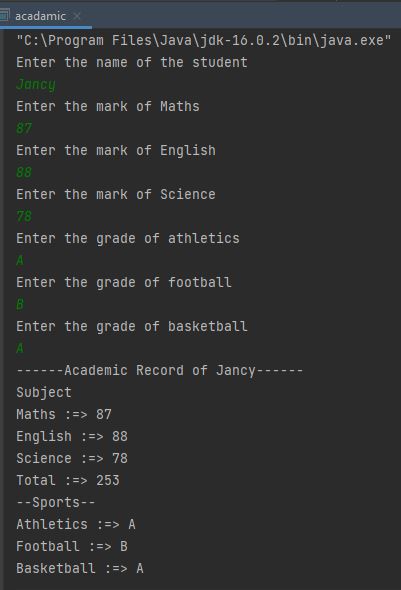 acadamic
"C:\Program Files\Java\jdk-16.0.2\bin\java.exe"
Enter the name of the student
Jancy
Enter the mark of Maths
87
Enter the mark of English
88
Enter the mark of Science
78
Enter the grade of athletics
A
Enter the grade of football
B
Enter the grade of basketball
A
------Academic Record of Jancy------
Subject
Maths :=> 87
English :=> 88
Science :=> 78
Total :=> 253
--Sports--
Athletics :=> A
Football :=> B
Basketball :=> A